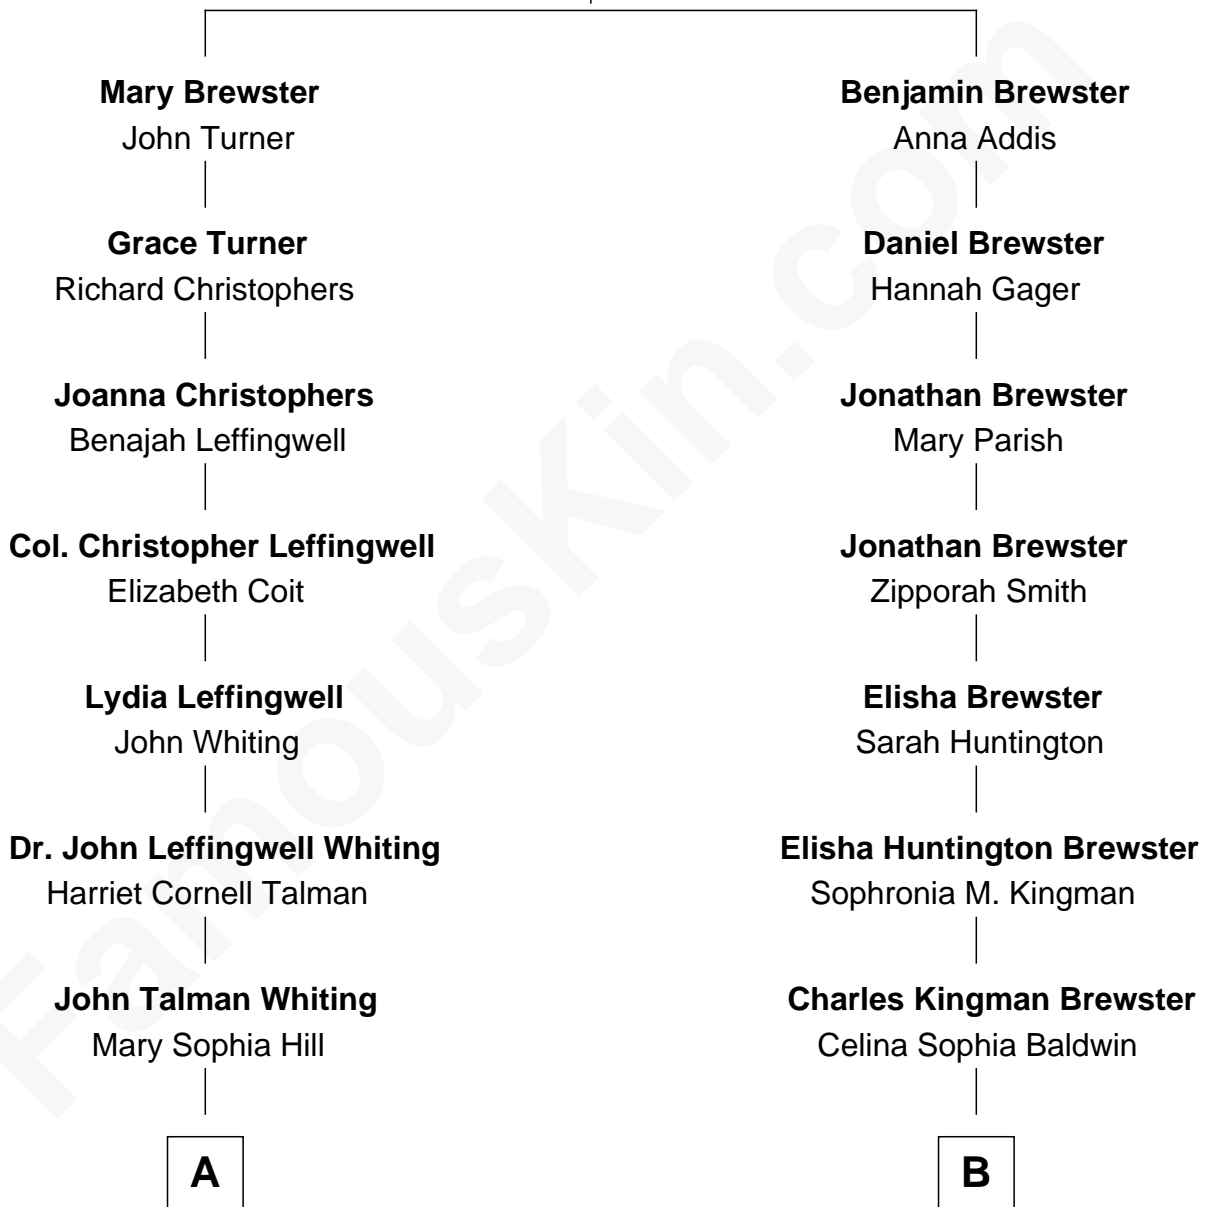 Mary Brewster
John Turner
Grace Turner
Richard Christophers
Joanna Christophers
Benajah Leffingwell
Col. Christopher Leffingwell
Elizabeth Coit
Lydia Leffingwell
John Whiting
Dr. John Leffingwell Whiting
Harriet Cornell Talman
John Talman Whiting
Mary Sophia Hill
A
Benjamin Brewster
Anna Addis
Daniel Brewster
Hannah Gager
Jonathan Brewster
Mary Parish
Jonathan Brewster
Zipporah Smith
Elisha Brewster
Sarah Huntington
Elisha Huntington Brewster
Sophronia M. Kingman
Charles Kingman Brewster
Celina Sophia Baldwin
B
FamousKin.com